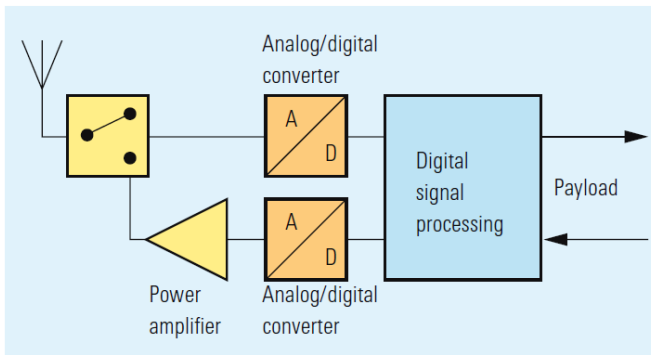 Analog/digital
converter
A
D
Digital
signal
processing
Payload
A
D
Power
amplifier
Analog/digital
converter